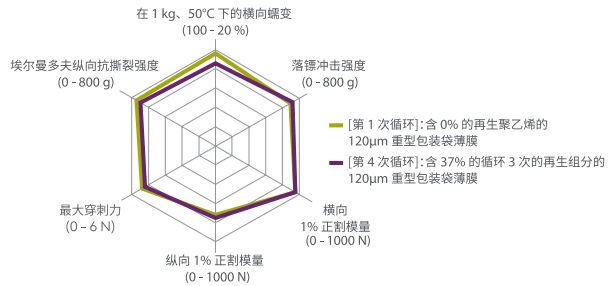 在 1 kg、50°C 下的横向蠕变
(100 - 20 %)
埃尔曼多夫纵向抗撕裂强度
(0 - 800 g)
落镖冲击强度
(0 - 800 g)
[第 1 次循环]：含 0% 的再生聚乙烯的
120μm 重型包装袋薄膜
[第 4 次循环]：含 37% 的循环 3 次的再生组分的
120μm 重型包装袋薄膜
最大穿刺力
(0 – 6 N)
横向
1% 正割模量
(0 - 1000 N)
纵向 1% 正割模量
(0 - 1000 N)